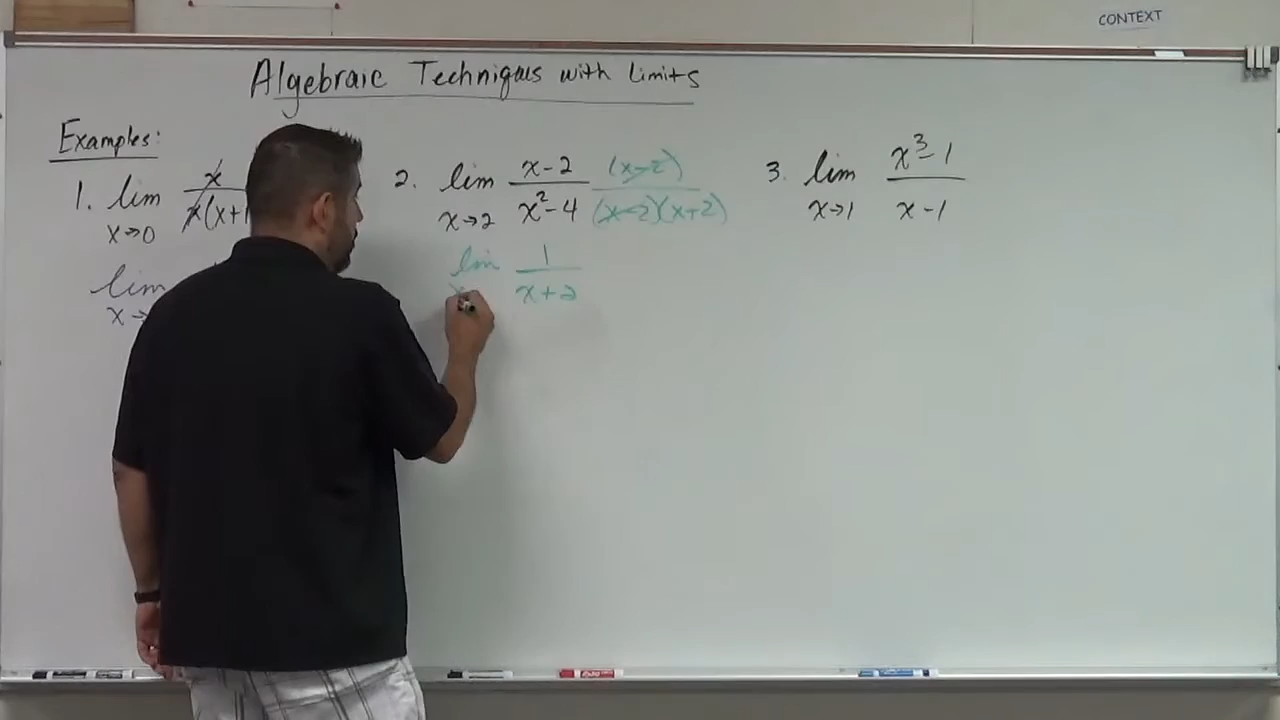 CONTEXT
Algebraic Techniques with Limits
Examples:
1. lim x→0 x/x(x+1
lim x→
2. lim x→2 x-2/x²-4 (x-2)/(x-2)(x+2)
lim x 1/x+2
3. lim x→1 x³-1/x-1